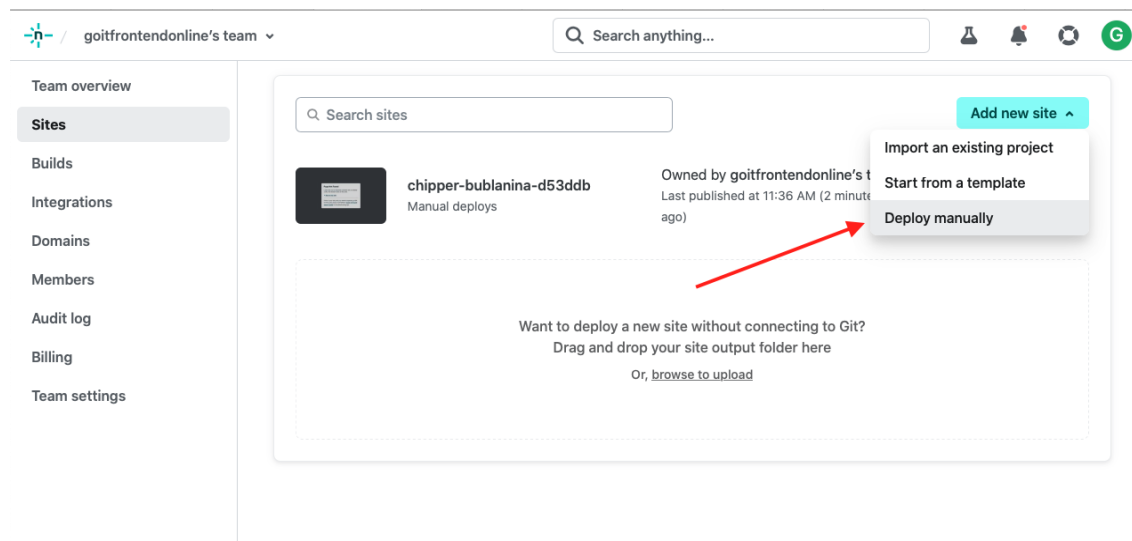 n / goitfrontendonline's team
Search anything...
G
Team overview
Sites
Builds
Integrations
Domains
Members
Audit log
Billing
Team settings
Search sites
Add new site
Import an existing project
Start from a template
Deploy manually
chipper-bublanina-d53ddb
Manual deploys
Owned by goitfrontendonline's t
Last published at 11:36 AM (2 minute
ago)
Want to deploy a new site without connecting to Git?
Drag and drop your site output folder here
Or, browse to upload